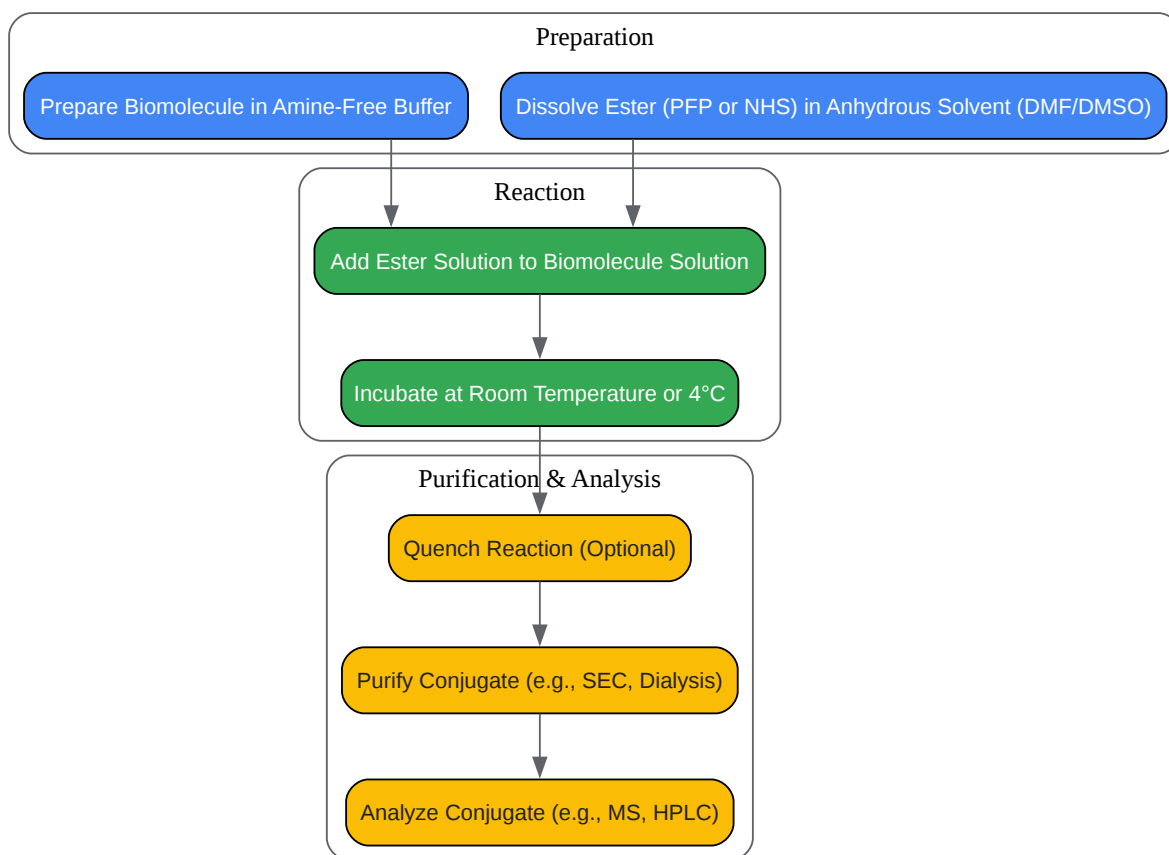 Preparation
Prepare Biomolecule in Amine-Free Buffer
Dissolve Ester (PFP or NHS) in Anhydrous Solvent (DMF/DMSO)
Reaction
Add Ester Solution to Biomolecule Solution
Incubate at Room Temperature or 4°C
Purification & Analysis
Quench Reaction (Optional)
Purify Conjugate (e.g., SEC, Dialysis)
Analyze Conjugate (e.g., MS, HPLC)